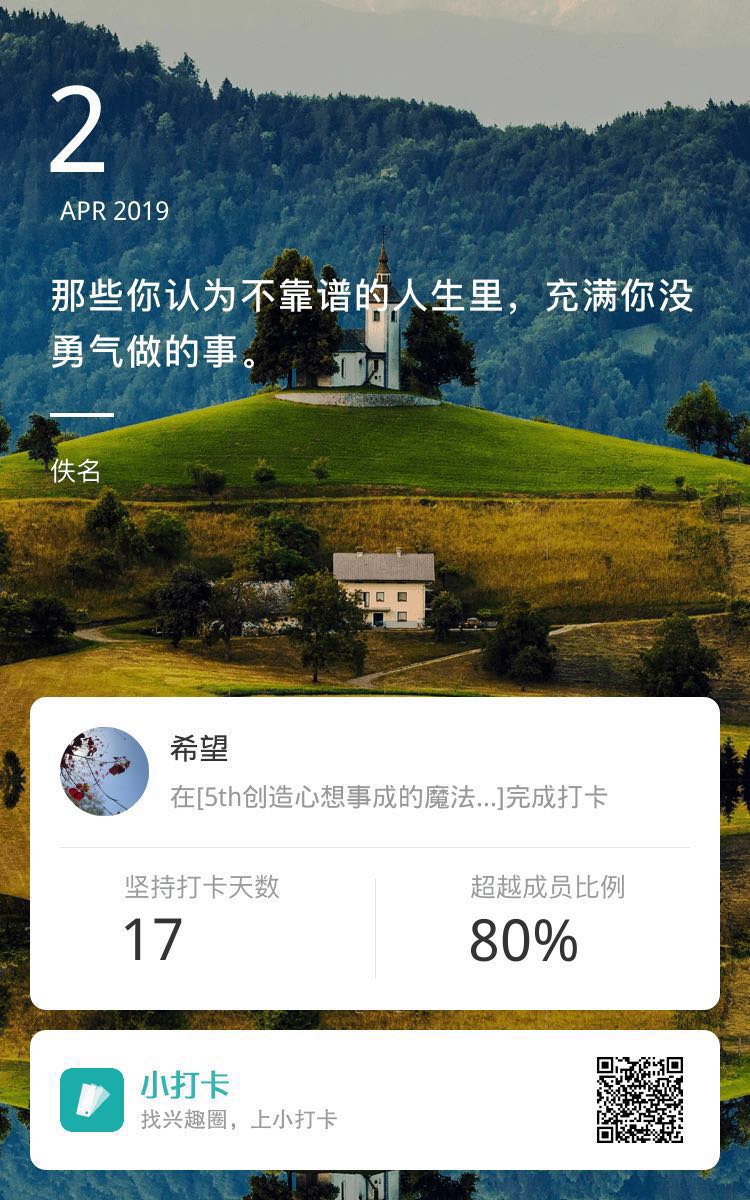 2
APR 2019
那些你认为不靠谱的人生里，充满你没
勇气做的事。
佚名
希望
在[5th创造心想事成的魔法...]完成打卡
坚持打卡天数
超越成员比例
17
80%
小打卡
找兴趣圈，上小打卡